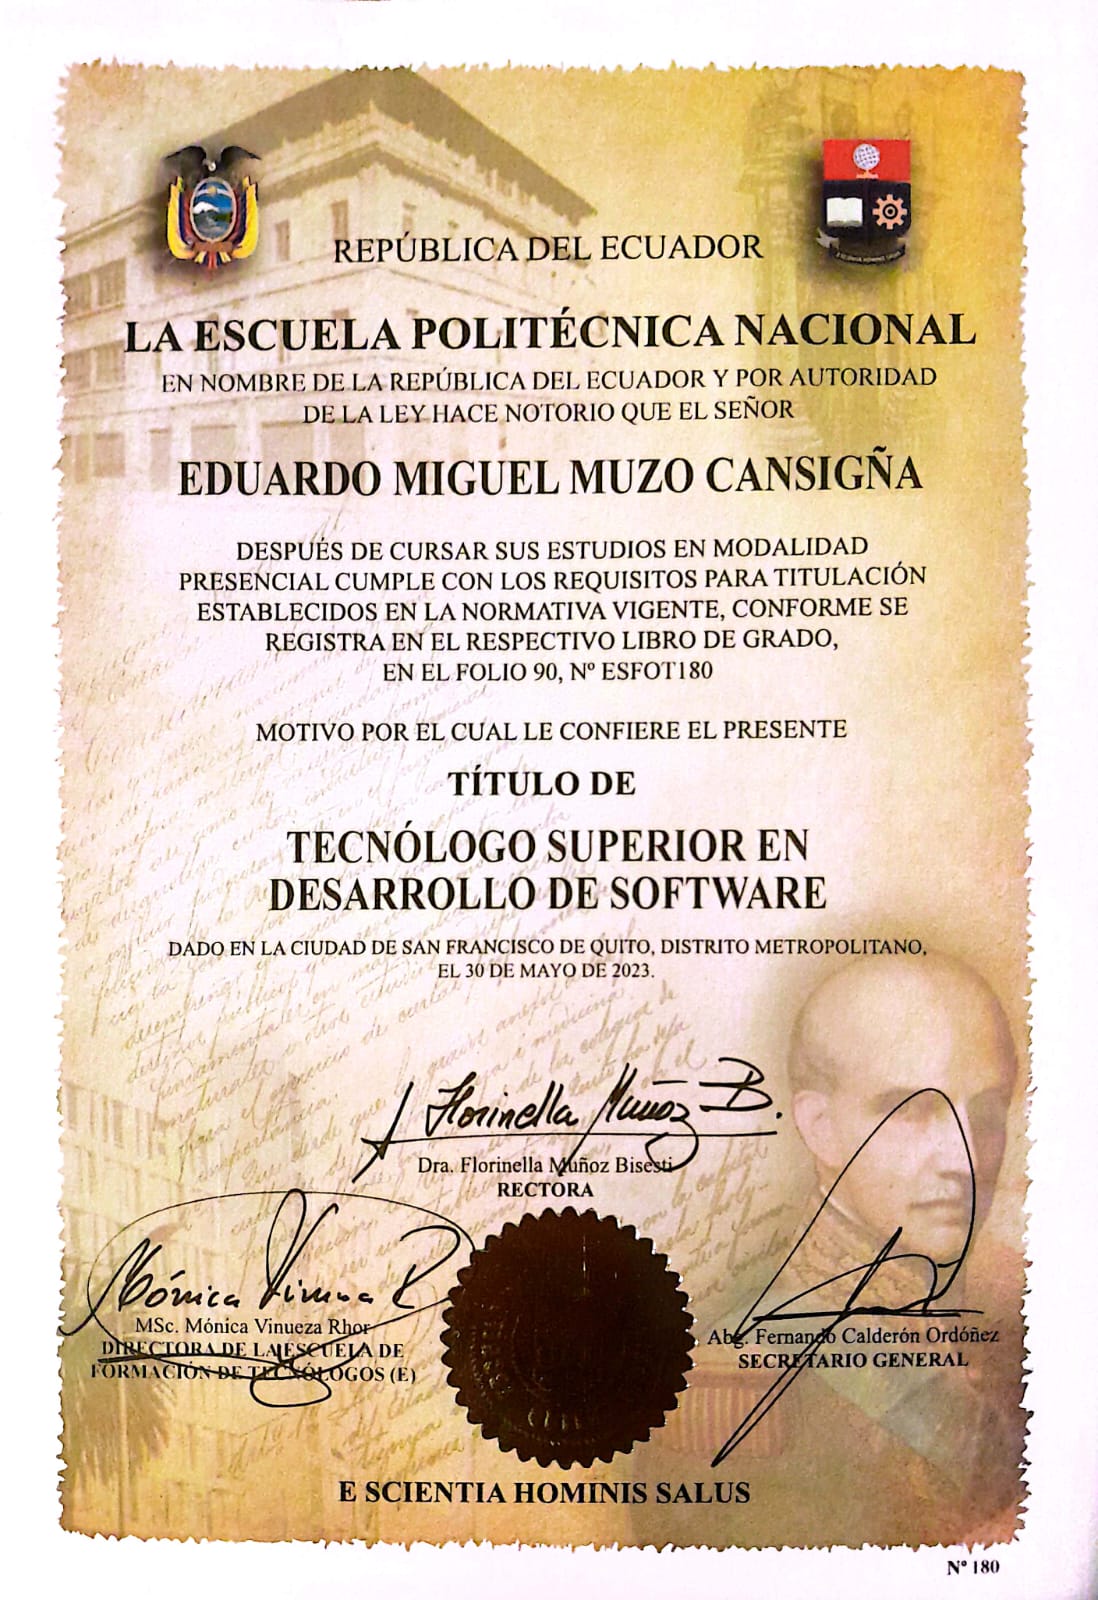 REPÚBLICA DEL ECUADOR
LA ESCUELA POLITÉCNICA NACIONAL
EN NOMBRE DE LA REPÚBLICA DEL ECUADOR Y POR AUTORIDAD
DE LA LEY HACE NOTORIO QUE EL SEÑOR
EDUARDO MIGUEL MUZO CANSIGÑA
DESPUÉS DE CURSAR SUS ESTUDIOS EN MODALIDAD
PRESENCIAL CUMPLE CON LOS REQUISITOS PARA TITULACIÓN
ESTABLECIDOS EN LA NORMATIVA VIGENTE, CONFORME SE
REGISTRA EN EL RESPECTIVO LIBRO DE GRADO,
EN EL FOLIO 90, Nº ESFOT180
MOTIVO POR EL CUAL LE CONFIERE EL PRESENTE
TÍTULO DE
TECNÓLOGO SUPERIOR EN
DESARROLLO DE SOFTWARE
DADO EN LA CIUDAD DE SAN FRANCISCO DE QUITO, DISTRITO METROPOLITANO,
EL 30 DE MAYO DE 2023.
Florinella Muñoz B.
Dra. Florinella Muñoz Bisesti
RECTORA
Mónica Vinueza R
MSc. Mónica Vinueza Rhor
DIRECTORA DE LA ESCUELA DE
FORMACIÓN DE TECNÓLOGOS (E)
Abg. Fernando Calderón Ordóñez
SECRETARIO GENERAL
E SCIENTIA HOMINIS SALUS
Nº 180